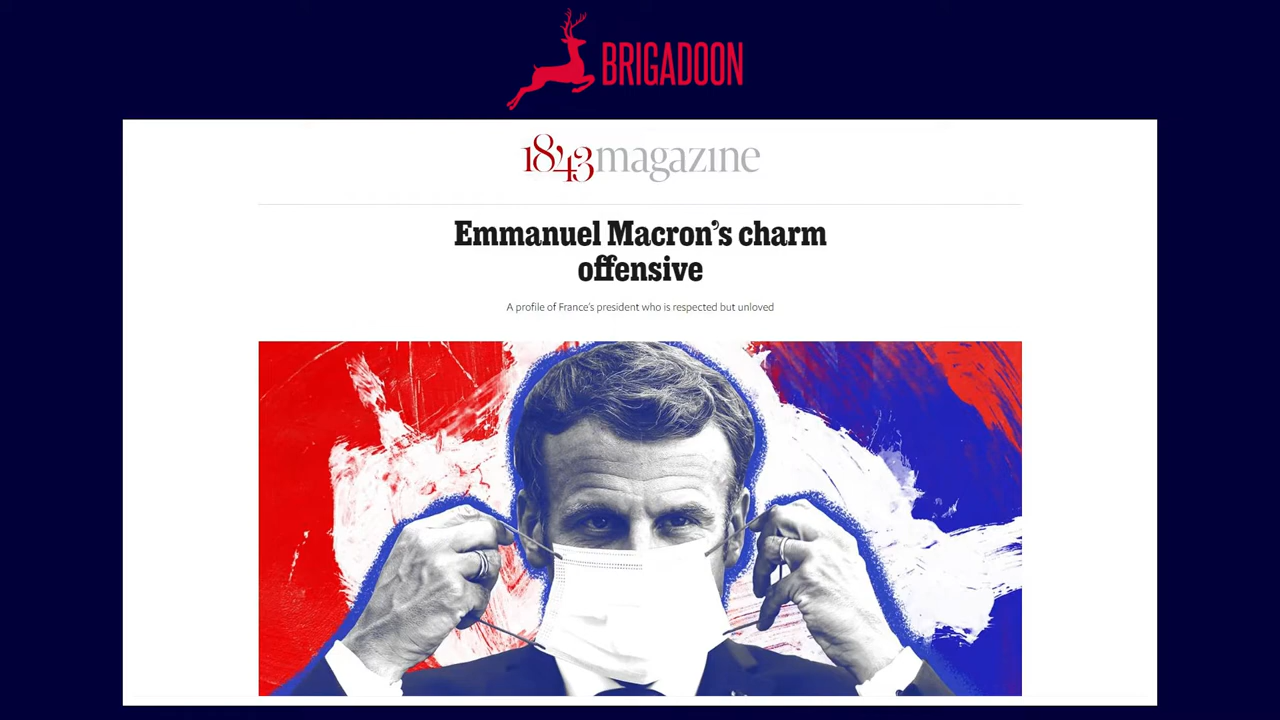 BRIGADOON
1843magazine
Emmanuel Macron’s charm
offensive
A profile of France’s president who is respected but unloved